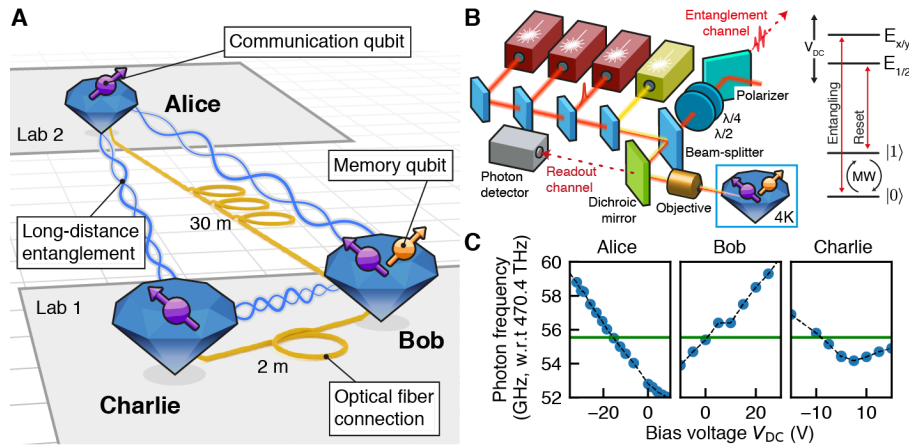 A
Communication qubit
Alice
Lab 2
Memory qubit
30 m
Long-distance
entanglement
Lab 1
Bob
2 m
Charlie
Optical fiber
connection
B
Entanglement
channel
Polarizer
λ/4
λ/2
Beam-splitter
Photon
detector
Readout
channel
Dichroic
mirror
Objective
4K
V_DC
E_x/y
E_1/2
Entangling
Reset
|1⟩
MW
|0⟩
C
Alice Bob Charlie
Photon frequency
(GHz, w.r.t 470.4 THz)
60
58
56
54
52
−20 0 0 20 −10 0 10
Bias voltage V_DC (V)